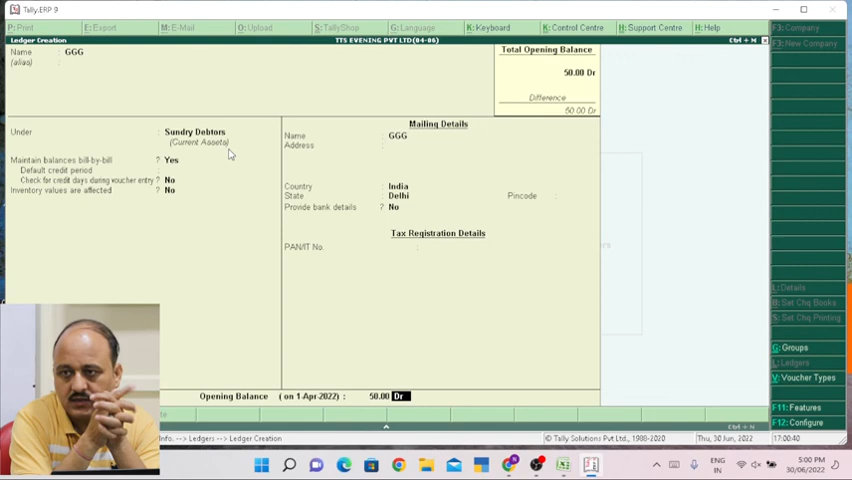 Tally.ERP 9
P: Print E: Export M: E-Mail O: Upload S: TallyShop G: Language K: Keyboard K: Control Centre H: Support Centre H: Help
F3: Company
F3: New Company
Ledger Creation TTS EVENING PVT LTD(04-06) Ctrl + M
Name : GGG
(alias) :
Total Opening Balance
50.00 Dr
Difference
50.00 Dr
Under : Sundry Debtors
(Current Assets)
Maintain balances bill-by-bill ? Yes
Default credit period :
Check for credit days during voucher entry ? No
Inventory values are affected ? No
Mailing Details
Name : GGG
Address :
Country : India
State : Delhi
Pincode :
Provide bank details ? No
Tax Registration Details
PAN/IT No. :
L: Details
B: Set Chq Books
S: Set Chq Printing
G: Groups
L: Ledgers
V: Voucher Types
F11: Features
F12: Configure
Opening Balance ( on 1-Apr-2022) : 50.00 Dr
Ctrl + N
Info. --> Ledgers --> Ledger Creation
© Tally Solutions Pvt Ltd., 1988-2020 Thu, 30 Jun, 2022 17:00:40
ENG
IN
5:00 PM
30/06/2022